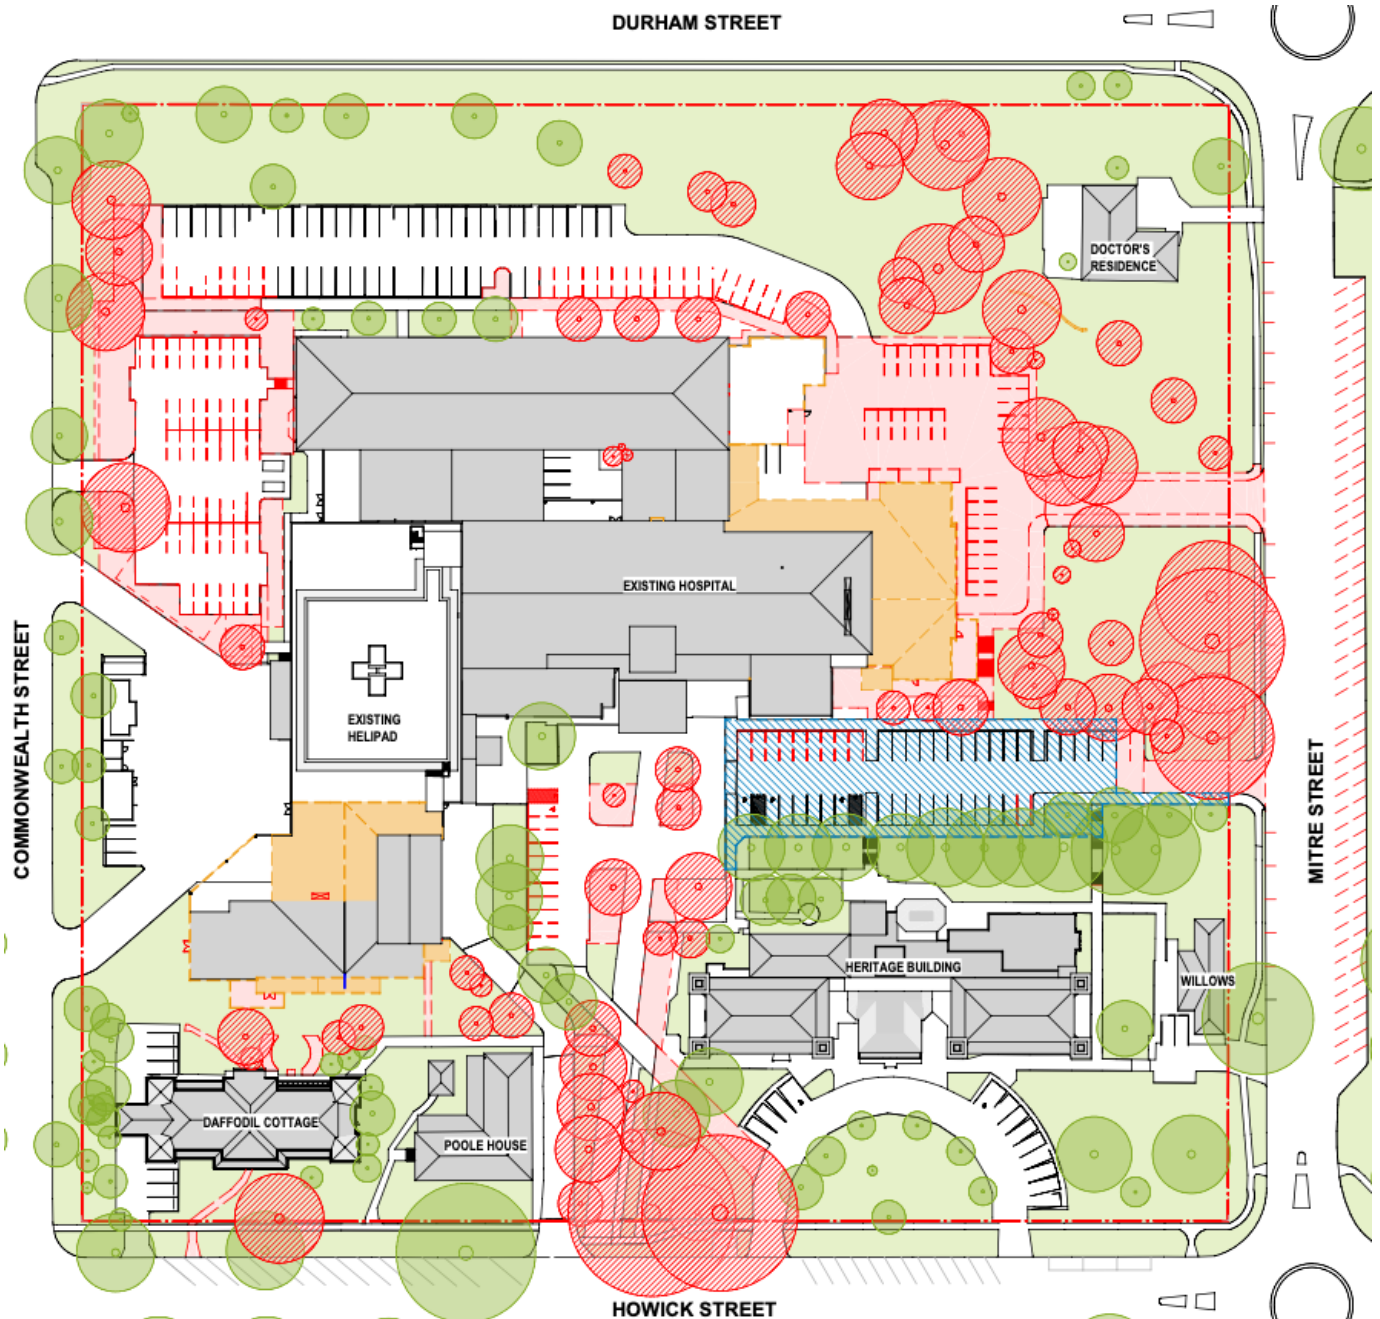 DURHAM STREET
DOCTOR'S
RESIDENCE
EXISTING HOSPITAL
COMMONWEALTH STREET
EXISTING
HELIPAD
MITRE STREET
HERITAGE BUILDING
WILLOWS
DAFFODIL COTTAGE
POOLE HOUSE
HOWICK STREET